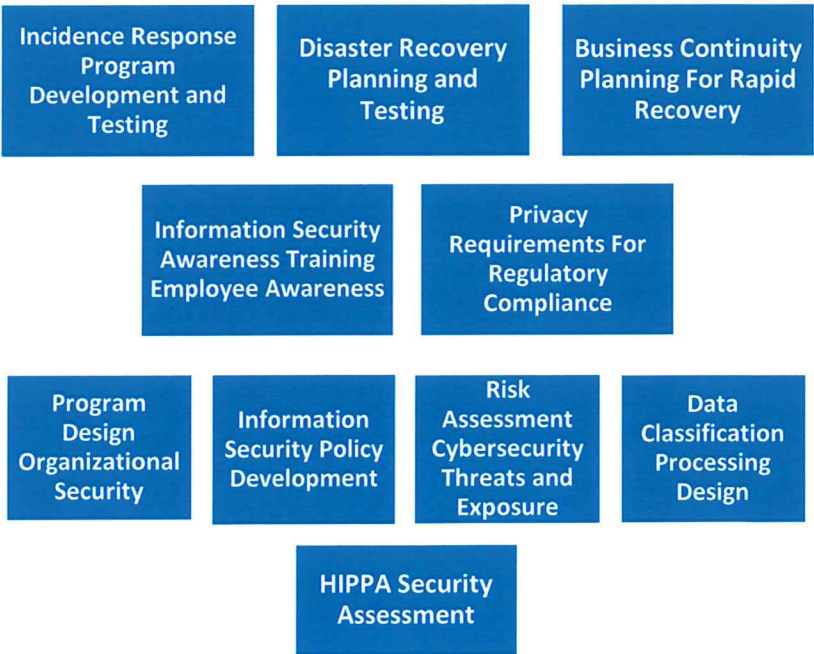 Incidence Response
Program
Development and
Testing
Disaster Recovery
Planning and
Testing
Business Continuity
Planning For Rapid
Recovery
Information Security
Awareness Training
Employee Awareness
Privacy
Requirements For
Regulatory
Compliance
Program
Design
Organizational
Security
Information
Security Policy
Development
Risk
Assessment
Cybersecurity
Threats and
Exposure
Data
Classification
Processing
Design
HIPPA Security
Assessment